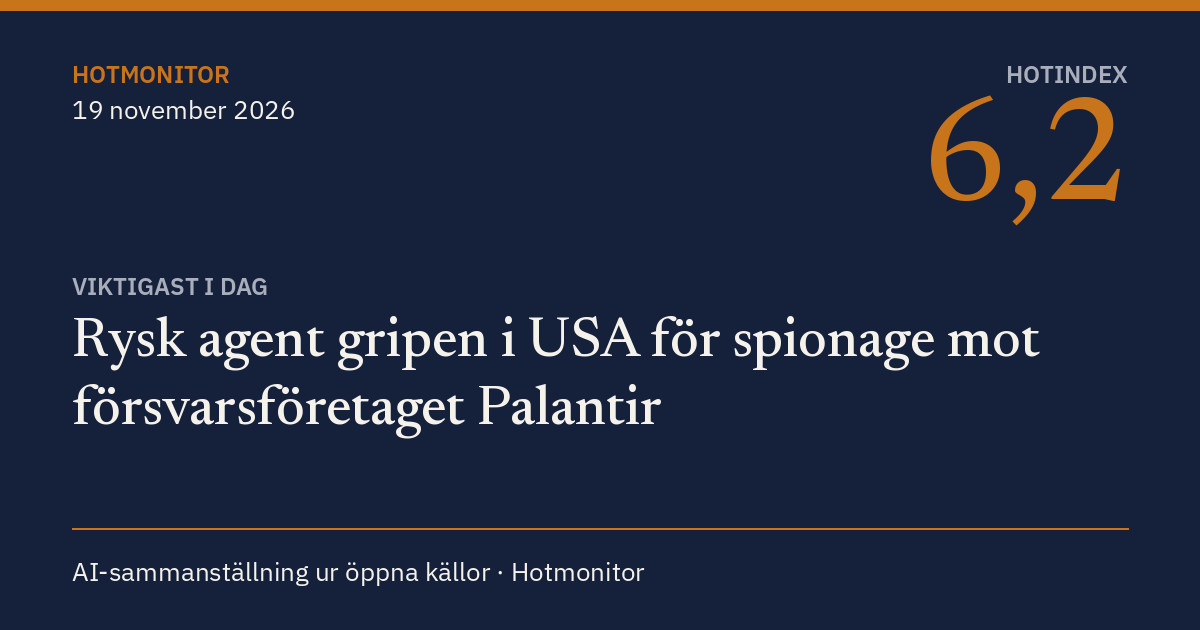 HOTMONITOR
19 november 2026
HOTINDEX
6,2
VIKTIGAST I DAG
Rysk agent gripen i USA för spionage mot
försvarsföretaget Palantir
AI-sammanställning ur öppna källor · Hotmonitor